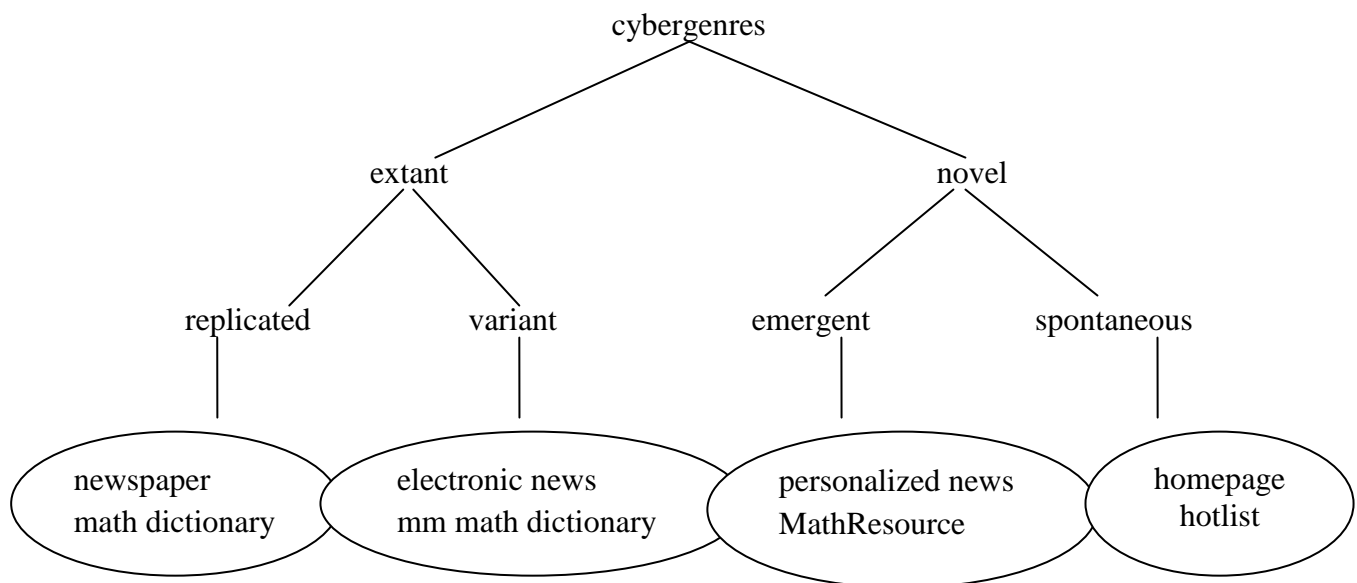 cybergenres
extant novel
replicated variant emergent spontaneous
newspaper
math dictionary
electronic news
mm math dictionary
personalized news
MathResource
homepage
hotlist